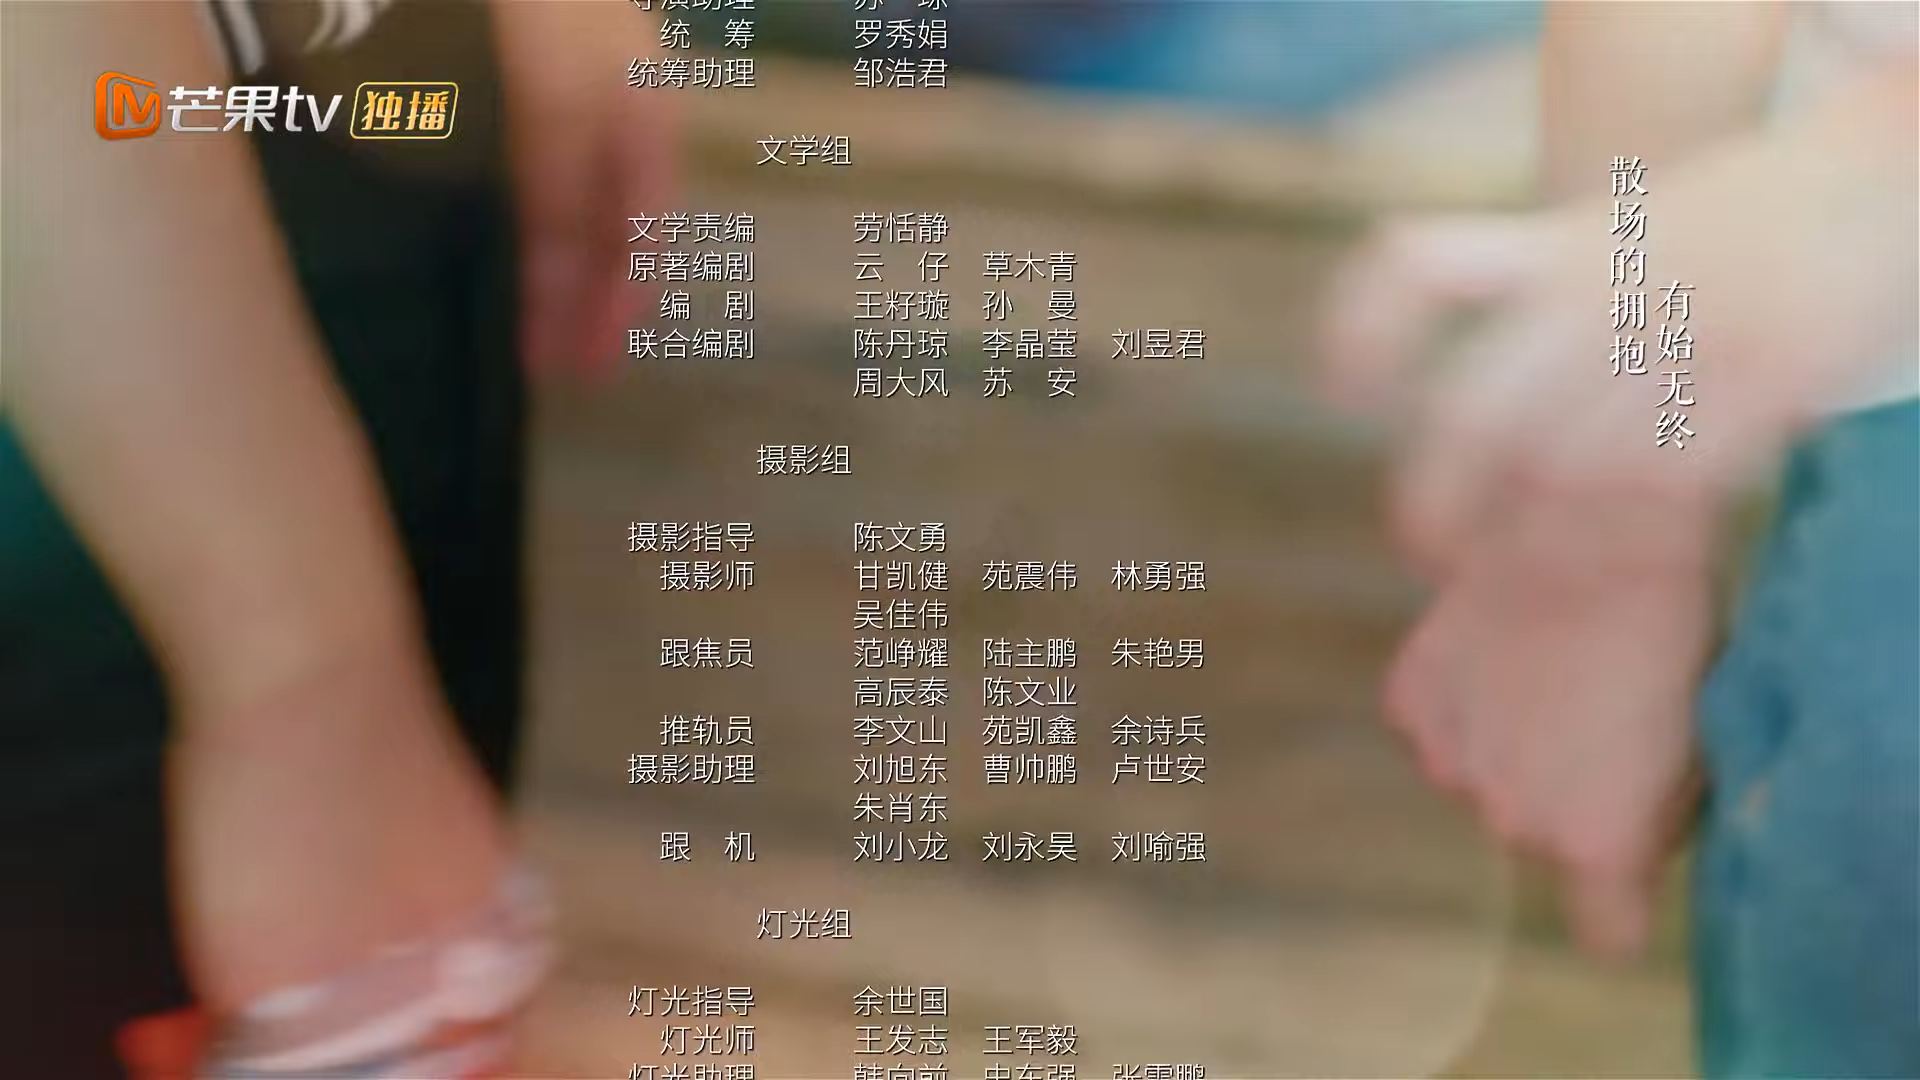 芒果tv 独播
统 筹 罗秀娟
统筹助理 邹浩君
文学组
文学责编 劳恬静
原著编剧 云 仔 草木青
编 剧 王籽璇 孙 曼
联合编剧 陈丹琼 李晶莹 刘昱君
周大风 苏 安
摄影组
摄影指导 陈文勇
摄影师 甘凯健 苑震伟 林勇强
吴佳伟
跟焦员 范峥耀 陆主鹏 朱艳男
高辰泰 陈文业
推轨员 李文山 苑凯鑫 余诗兵
摄影助理 刘旭东 曹帅鹏 卢世安
朱肖东
跟 机 刘小龙 刘永昊 刘喻强
灯光组
灯光指导 余世国
灯光师 王发志 王军毅
灯光助理
散场的拥抱
有始无终